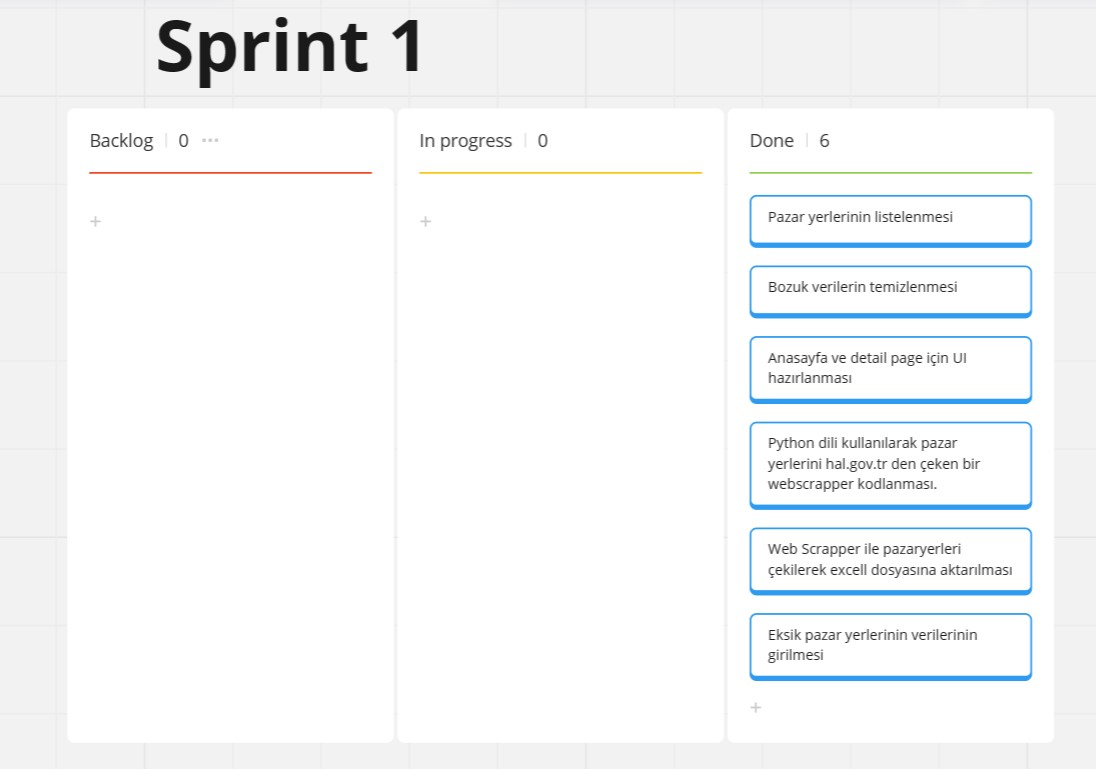 Sprint 1
Backlog 0
In progress 0
Done 6
Pazar yerlerinin listelenmesi
Bozuk verilerin temizlenmesi
Anasayfa ve detail page için UI
hazırlanması
Python dili kullanılarak pazar
yerlerini hal.gov.tr den çeken bir
webscrapper kodlanması.
Web Scrapper ile pazaryerleri
çekilerek excell dosyasına aktarılması
Eksik pazar yerlerinin verilerinin
girilmesi